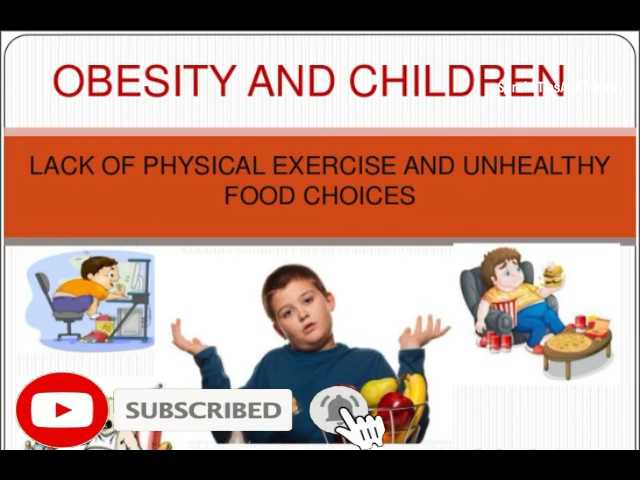 OBESITY AND CHILDREN
LACK OF PHYSICAL EXERCISE AND UNHEALTHY
FOOD CHOICES
SUBSCRIBED